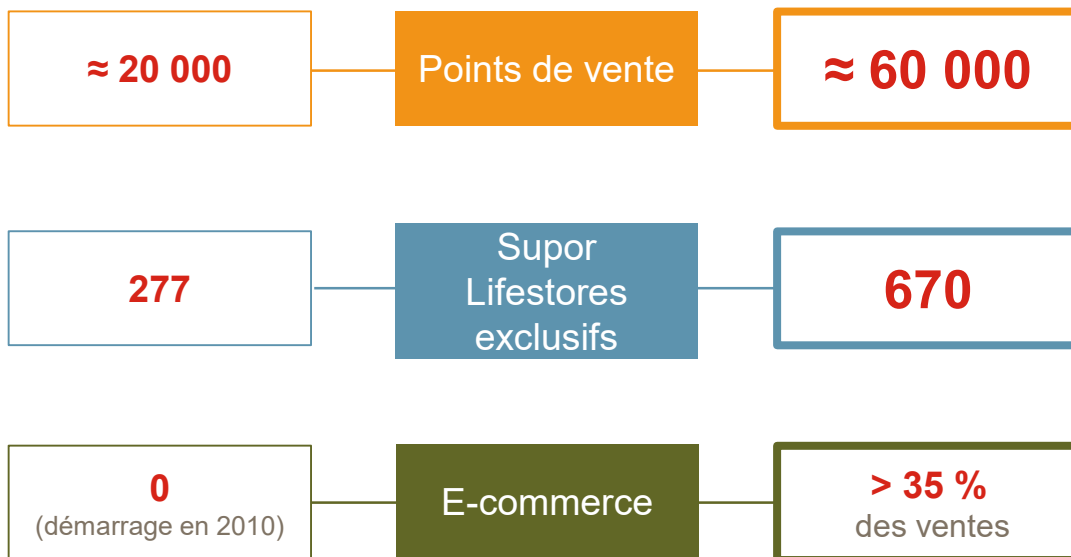 ≈ 20 000
Points de vente
≈ 60 000
277
Supor
Lifestores
exclusifs
670
0
(démarrage en 2010)
E-commerce
> 35 %
des ventes